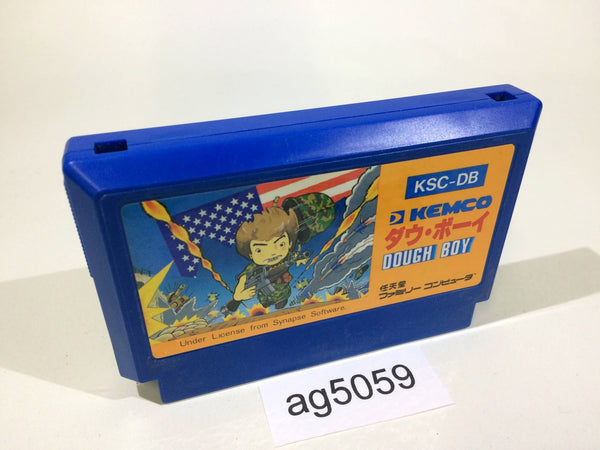 KSC-DB
KEMCO
ダウ・ボーイ
DOUGH BOY
任天堂
ファミリー コンピュータ
Under License from Synapse Software.
ag5059